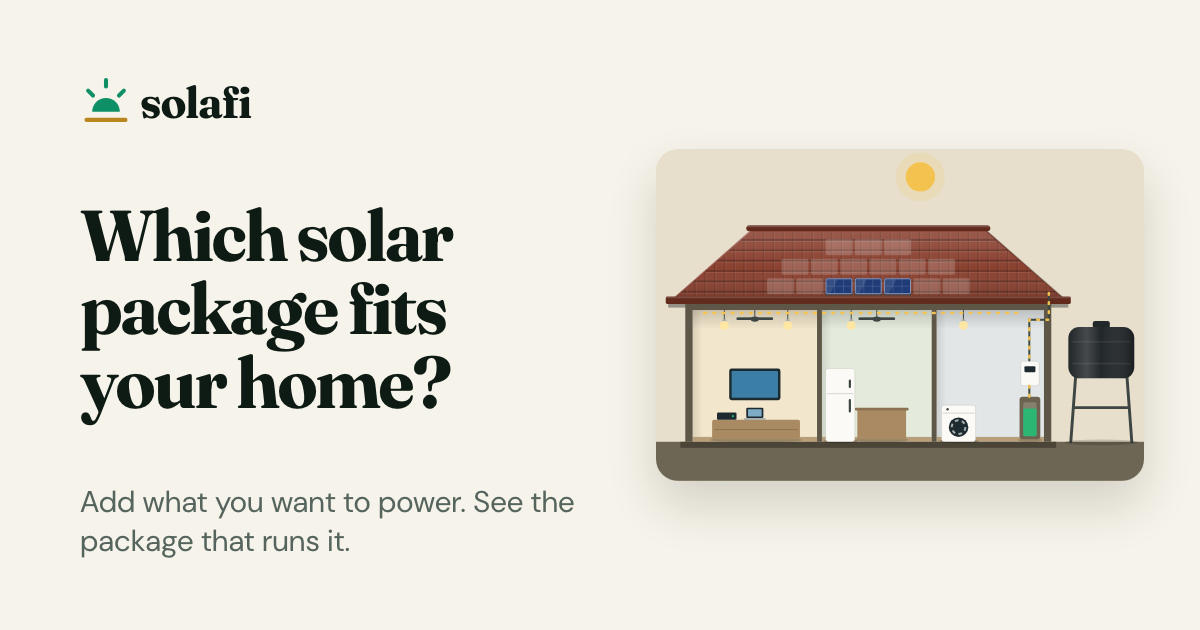 solafi
Which solar
package fits
your home?
Add what you want to power. See the
package that runs it.